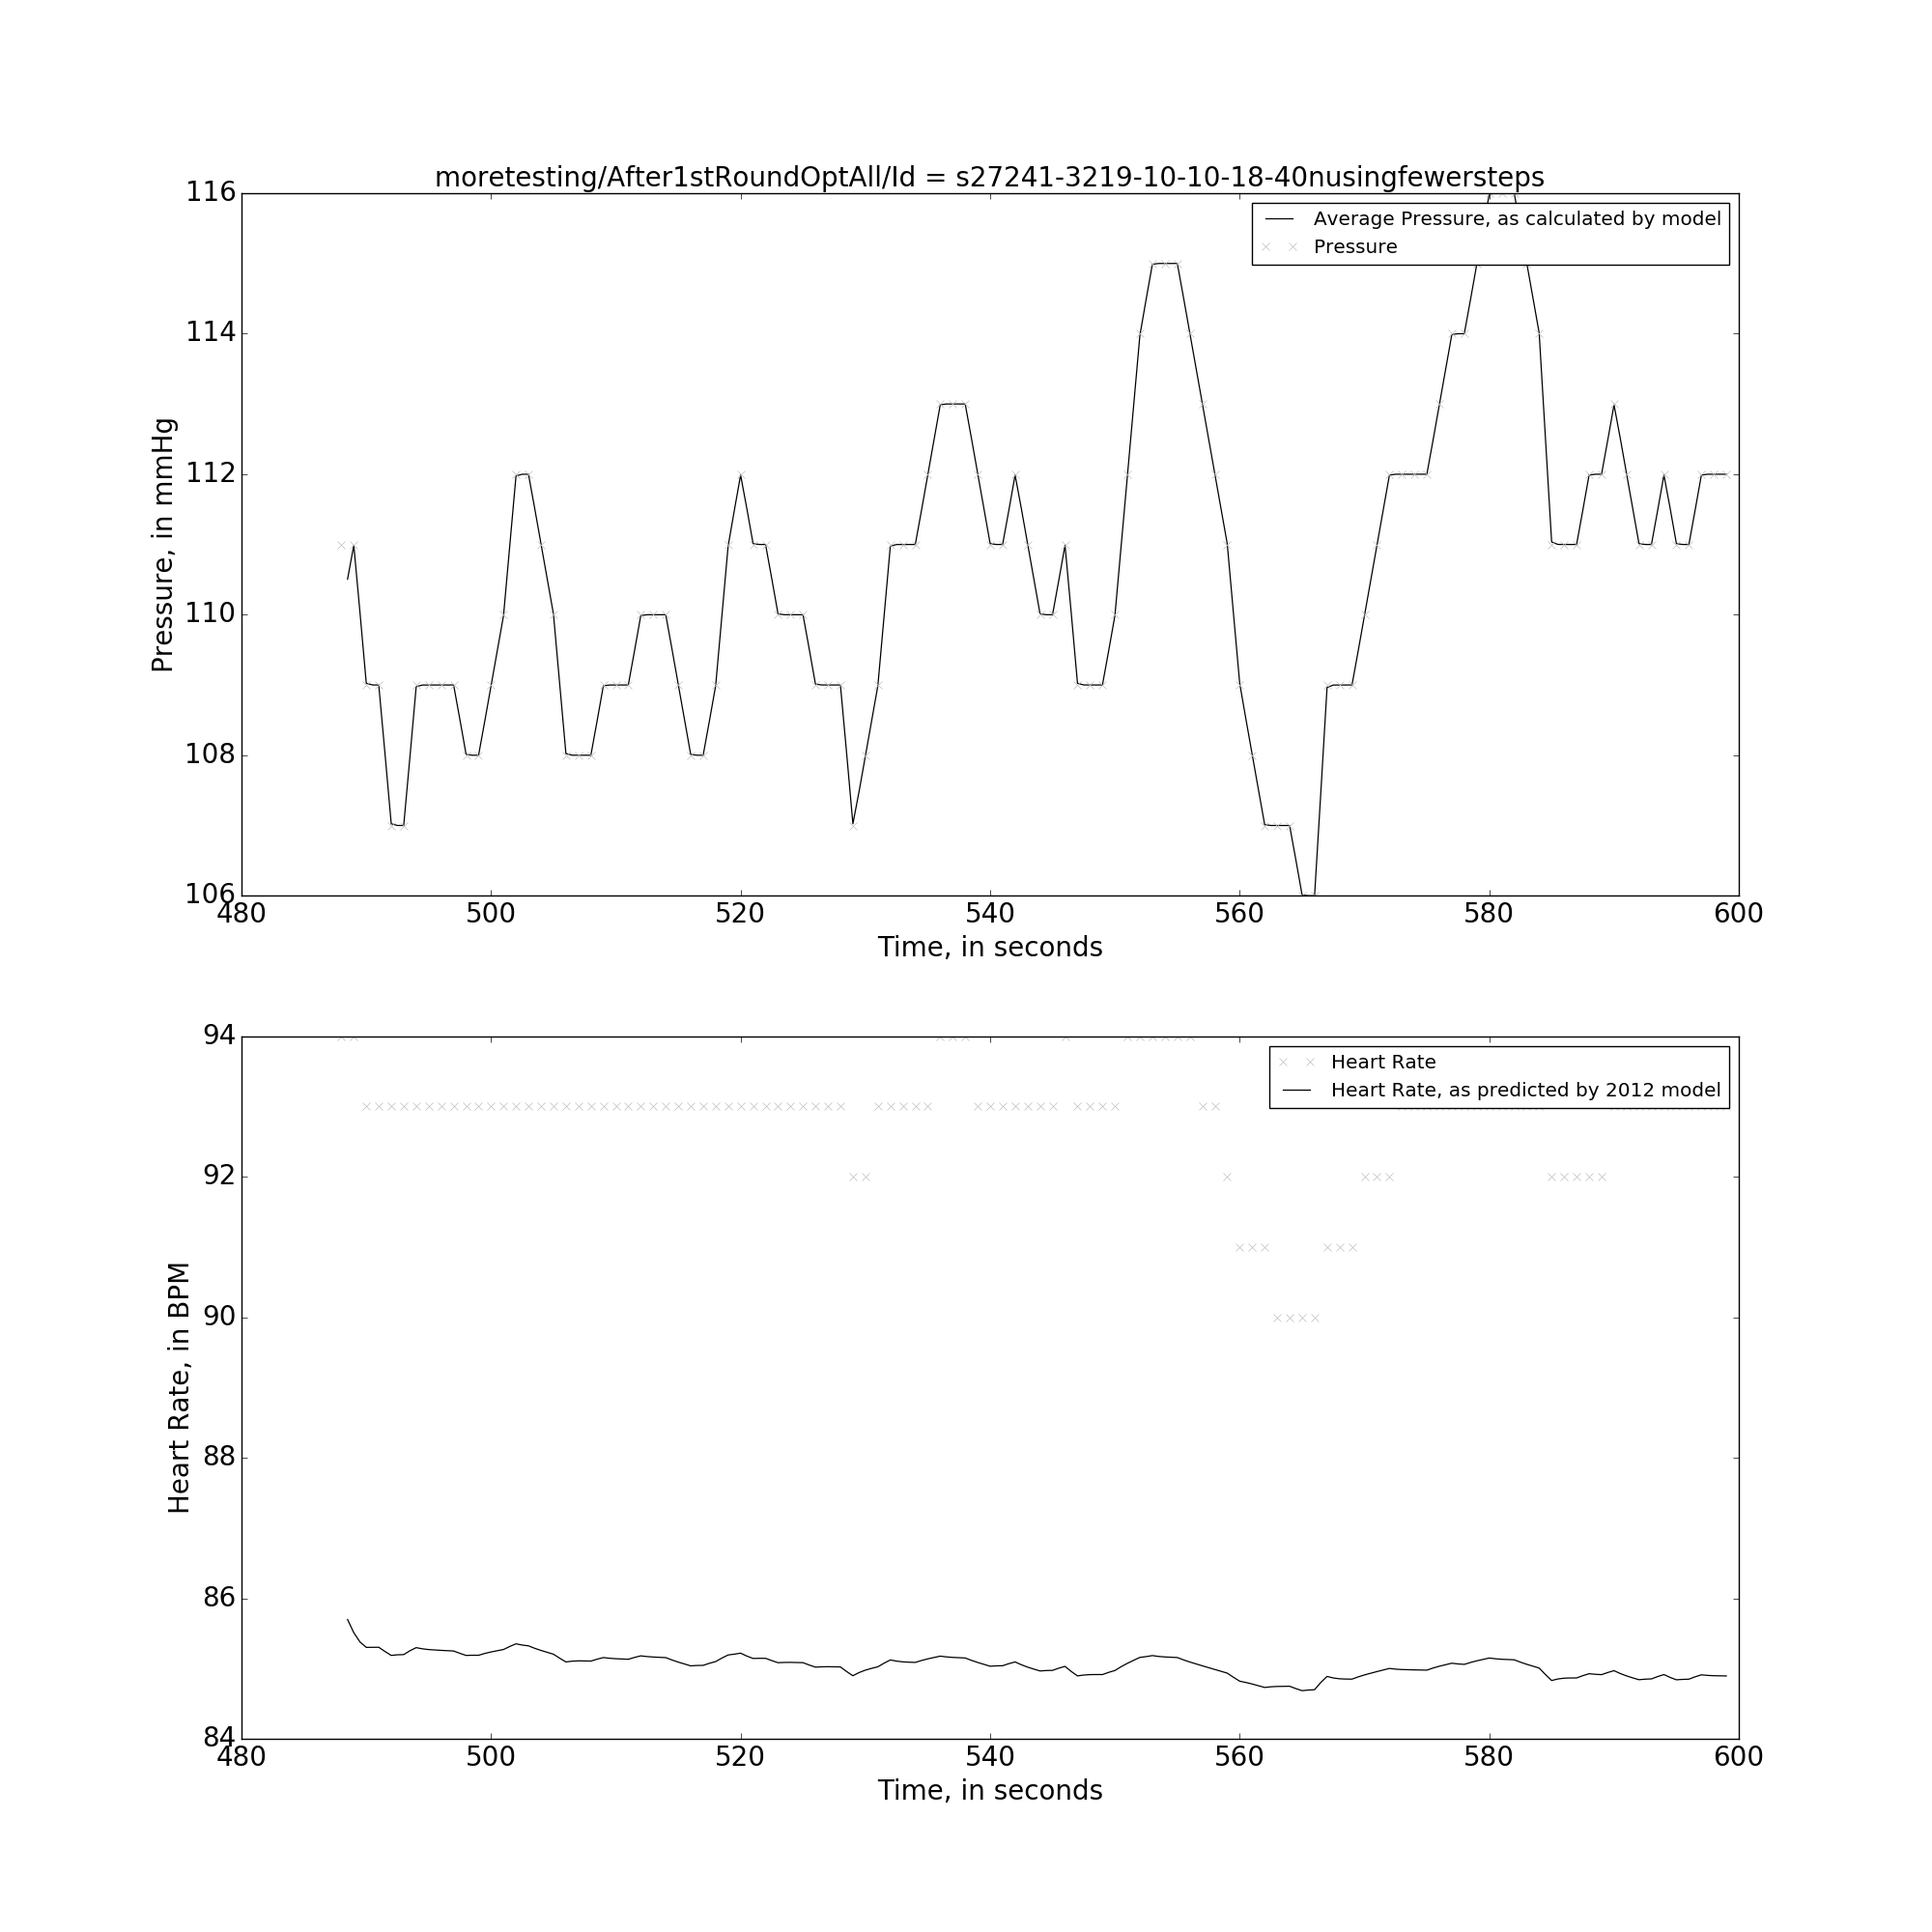 moretesting/After1stRoundOptAll/Id = s27241-3219-10-10-18-40nusingfewersteps
116
114
112
110
108
106
Pressure, in mmHg
Average Pressure, as calculated by model
Pressure
480 500 520 540 560 580 600
Time, in seconds
94
92
90
88
86
84
Heart Rate, in BPM
Heart Rate
Heart Rate, as predicted by 2012 model
480 500 520 540 560 580 600
Time, in seconds